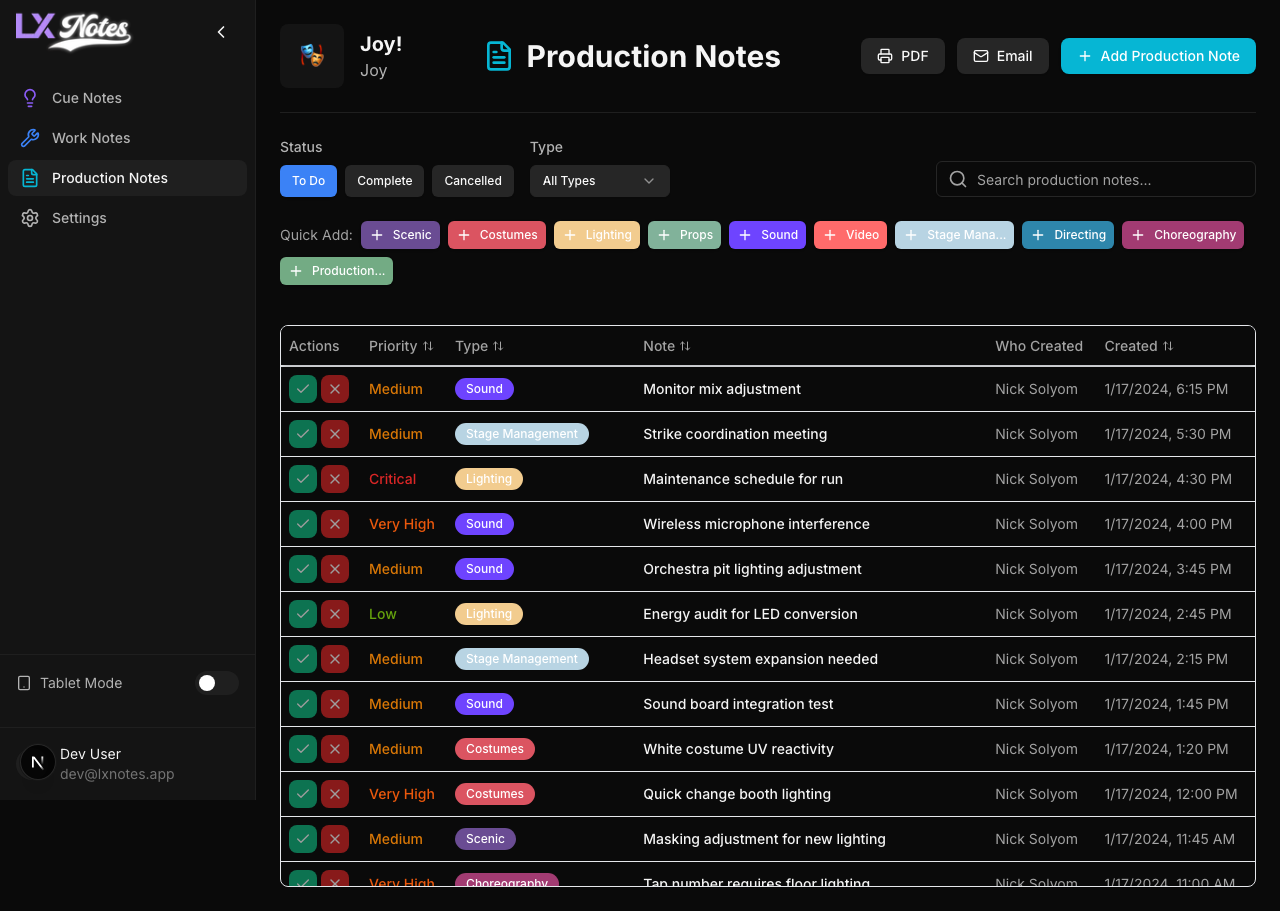 LX Notes
Cue Notes
Work Notes
Production Notes
Settings
Tablet Mode
N
Dev User
dev@lxnotes.app
Joy!
Joy
Production Notes
PDF
Email
Add Production Note
Status
Type
To Do
Complete
Cancelled
All Types
Search production notes...
Quick Add: Scenic Costumes Lighting Props Sound Video Stage Mana... Directing Choreography
Production...
Actions Priority Type Note Who Created Created
Medium Sound Monitor mix adjustment Nick Solyom 1/17/2024, 6:15 PM
Medium Stage Management Strike coordination meeting Nick Solyom 1/17/2024, 5:30 PM
Critical Lighting Maintenance schedule for run Nick Solyom 1/17/2024, 4:30 PM
Very High Sound Wireless microphone interference Nick Solyom 1/17/2024, 4:00 PM
Medium Sound Orchestra pit lighting adjustment Nick Solyom 1/17/2024, 3:45 PM
Low Lighting Energy audit for LED conversion Nick Solyom 1/17/2024, 2:45 PM
Medium Stage Management Headset system expansion needed Nick Solyom 1/17/2024, 2:15 PM
Medium Sound Sound board integration test Nick Solyom 1/17/2024, 1:45 PM
Medium Costumes White costume UV reactivity Nick Solyom 1/17/2024, 1:20 PM
Very High Costumes Quick change booth lighting Nick Solyom 1/17/2024, 12:00 PM
Medium Scenic Masking adjustment for new lighting Nick Solyom 1/17/2024, 11:45 AM
Very High Choreography Tap number requires floor lighting Nick Solyom 1/17/2024, 11:00 AM